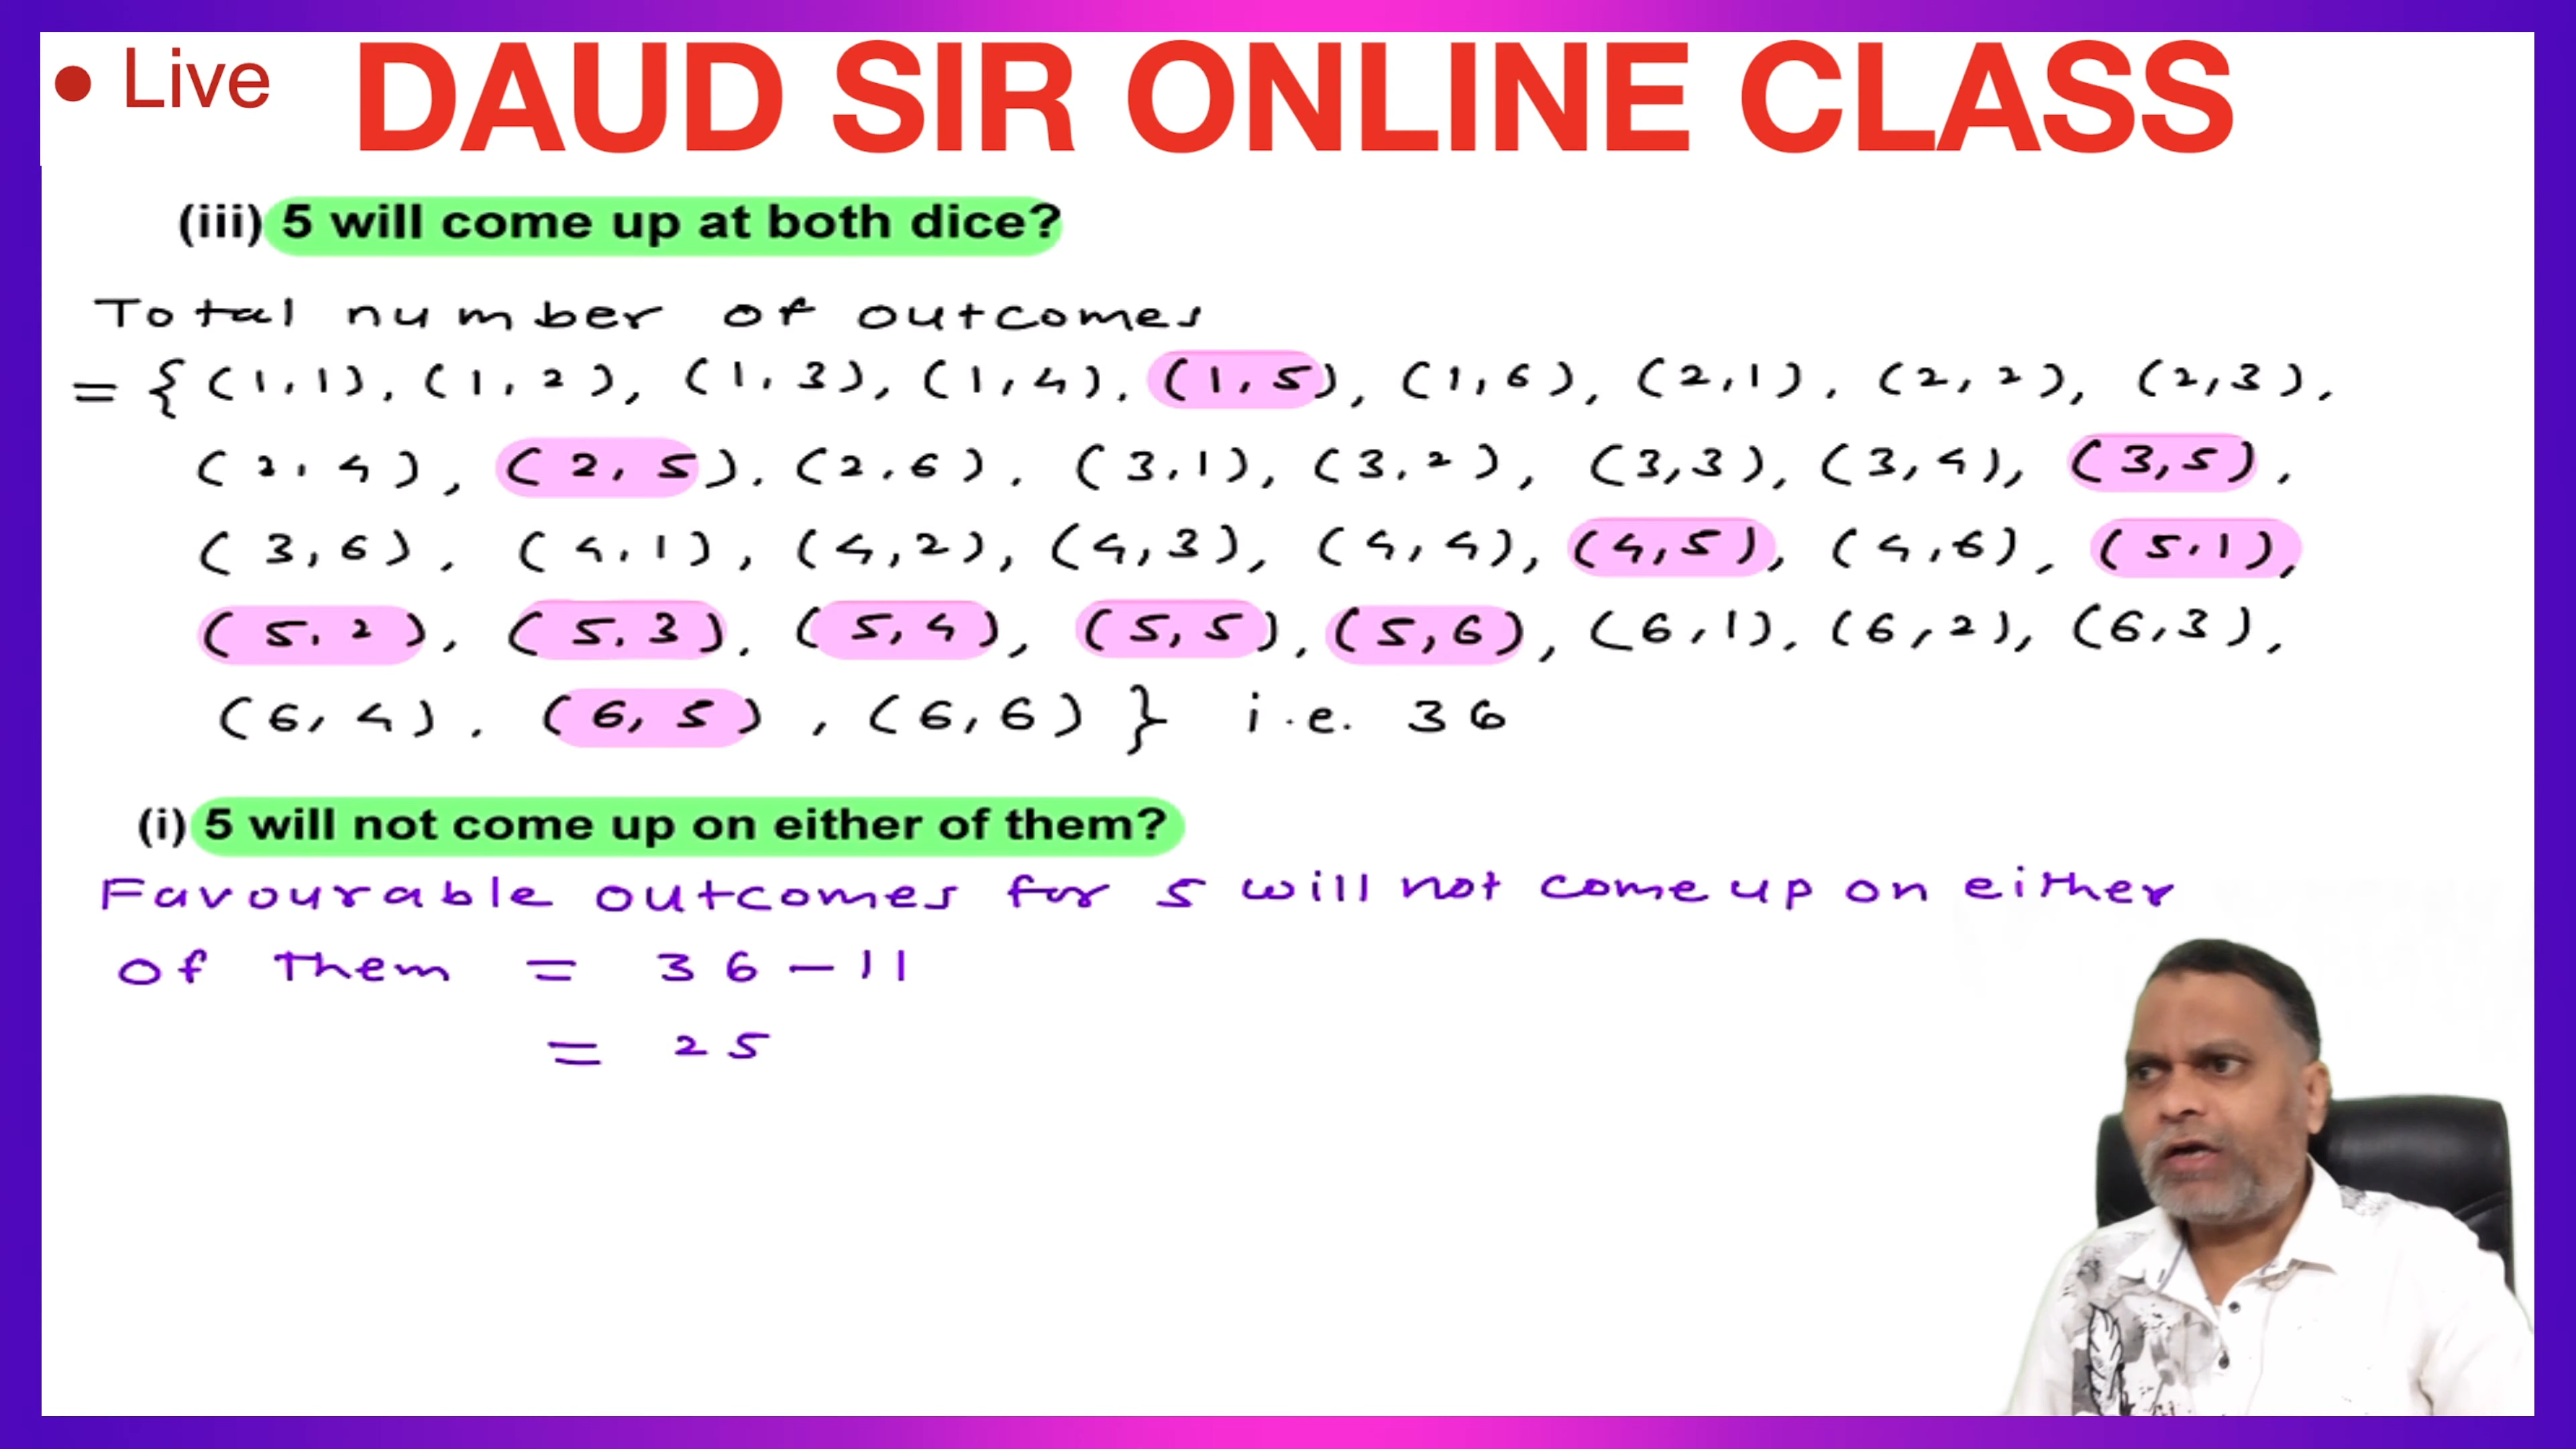 • Live DAUD SIR ONLINE CLASS
(iii) 5 will come up at both dice?
Total number of outcomes
= {(1,1), (1,2), (1,3), (1,4), (1,5), (1,6), (2,1), (2,2), (2,3),
(2,4), (2,5), (2,6), (3,1), (3,2), (3,3), (3,4), (3,5),
(3,6), (4,1), (4,2), (4,3), (4,4), (4,5), (4,6), (5,1),
(5,2), (5,3), (5,4), (5,5), (5,6), (6,1), (6,2), (6,3),
(6,4), (6,5), (6,6)} i.e. 36
(i) 5 will not come up on either of them?
Favourable outcomes for 5 will not come up on either
of them = 36 – 11
= 25